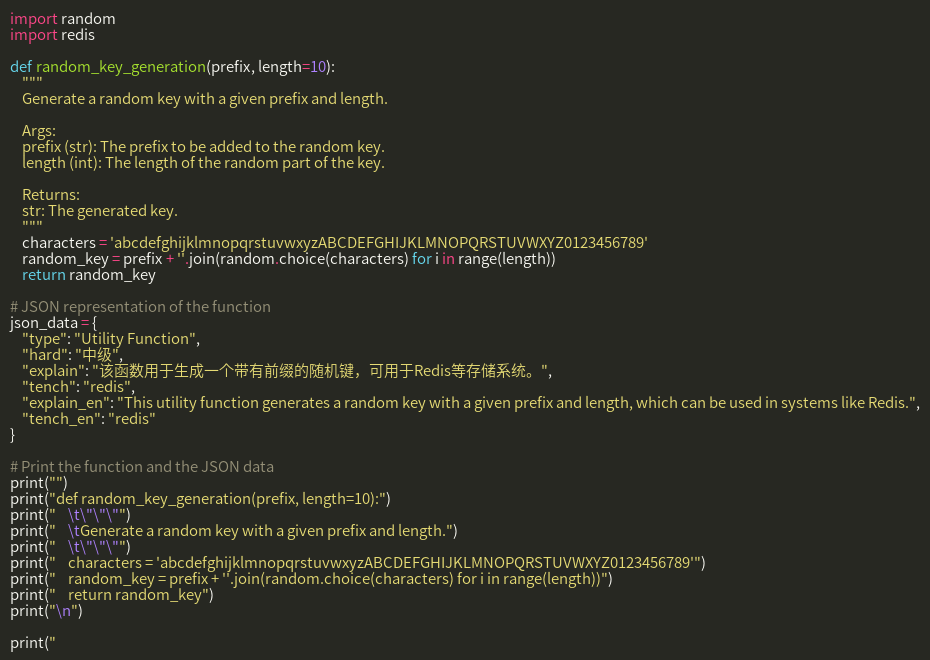 import random
import redis

def random_key_generation(prefix, length=10):
    """
    Generate a random key with a given prefix and length.

    Args:
    prefix (str): The prefix to be added to the random key.
    length (int): The length of the random part of the key.

    Returns:
    str: The generated key.
    """
    characters = 'abcdefghijklmnopqrstuvwxyzABCDEFGHIJKLMNOPQRSTUVWXYZ0123456789'
    random_key = prefix + ''.join(random.choice(characters) for i in range(length))
    return random_key

# JSON representation of the function
json_data = {
    "type": "Utility Function",
    "hard": "中级",
    "explain": "该函数用于生成一个带有前缀的随机键，可用于Redis等存储系统。",
    "tench": "redis",
    "explain_en": "This utility function generates a random key with a given prefix and length, which can be used in systems like Redis.",
    "tench_en": "redis"
}

# Print the function and the JSON data
print("")
print("def random_key_generation(prefix, length=10):")
print("    \t\"\"\"")
print("    \tGenerate a random key with a given prefix and length.")
print("    \t\"\"\"")
print("    characters = 'abcdefghijklmnopqrstuvwxyzABCDEFGHIJKLMNOPQRSTUVWXYZ0123456789'")
print("    random_key = prefix + ''.join(random.choice(characters) for i in range(length))")
print("    return random_key")
print("\n")

print("